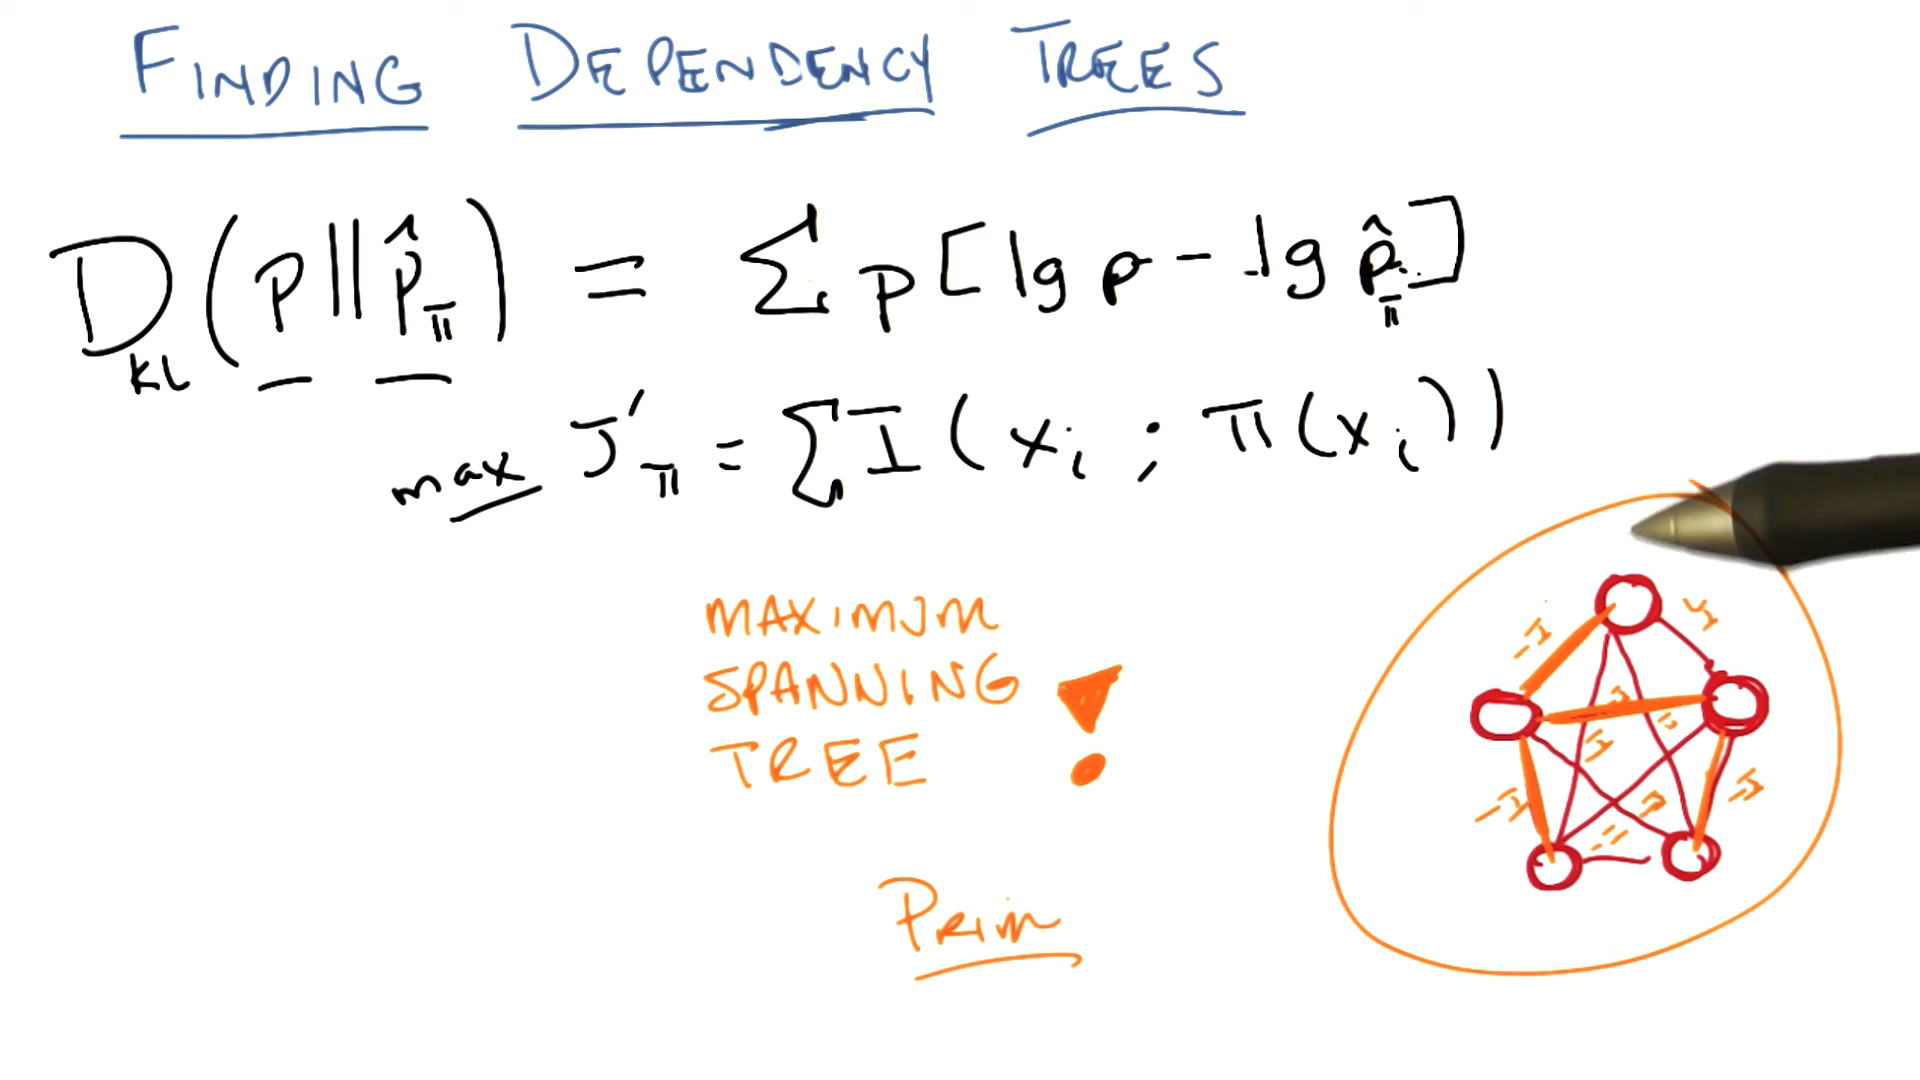 FINDING DEPENDENCY TREES
D_KL(p||p̂_π) = Σ p[lg p - lg p̂_π]
max J'_π = Σ I(x_i ; π(x_i))
MAXIMUM
SPANNING
TREE !
-I
-I
-I
I
-I
Prim